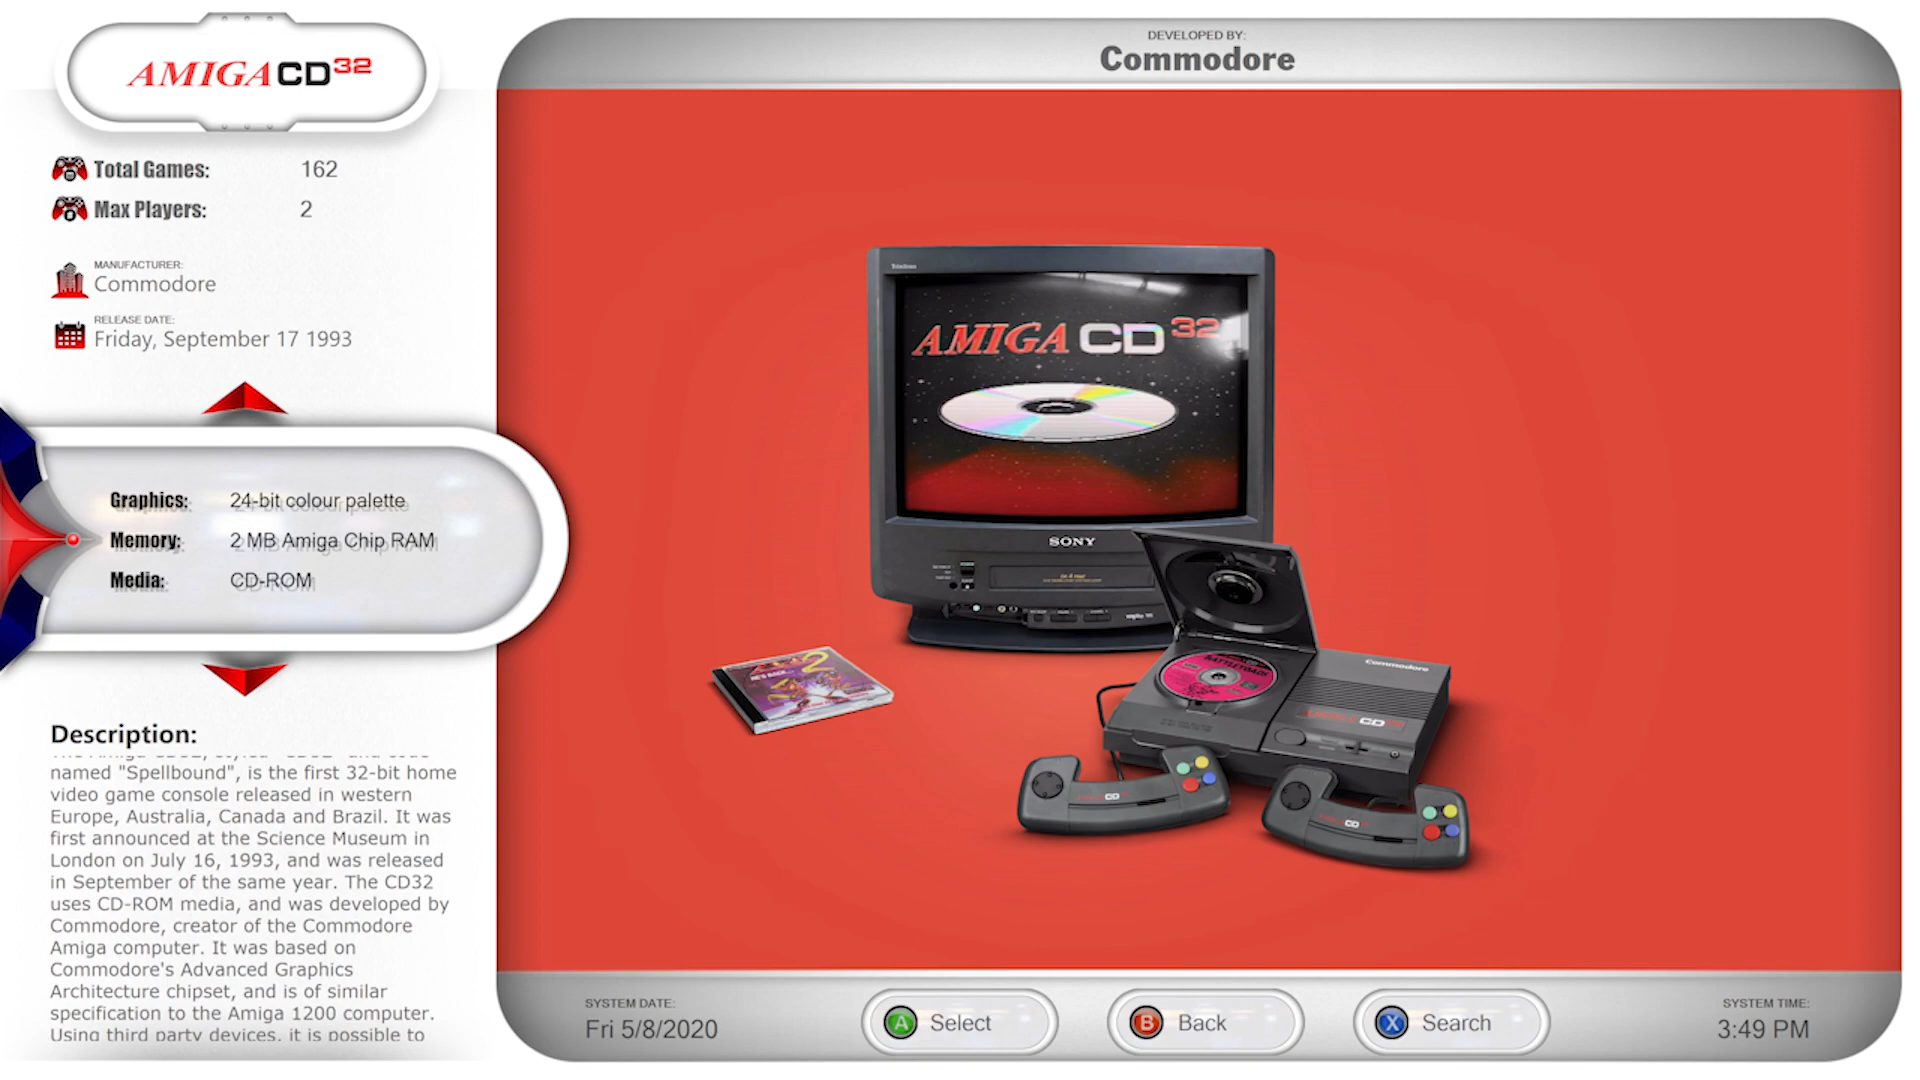 AMIGA CD32
Total Games: 162
Max Players: 2
MANUFACTURER:
Commodore
RELEASE DATE:
Friday, September 17 1993
Graphics: 24-bit colour palette
Memory: 2 MB Amiga Chip RAM
Media: CD-ROM
Description:
named "Spellbound", is the first 32-bit home
video game console released in western
Europe, Australia, Canada and Brazil. It was
first announced at the Science Museum in
London on July 16, 1993, and was released
in September of the same year. The CD32
uses CD-ROM media, and was developed by
Commodore, creator of the Commodore
Amiga computer. It was based on
Commodore's Advanced Graphics
Architecture chipset, and is of similar
specification to the Amiga 1200 computer.
Using third party devices, it is possible to
DEVELOPED BY:
Commodore
AMIGA CD32
SONY
Commodore
AMIGA CD32
BATTLETOADS
CD
CD
SYSTEM DATE:
Fri 5/8/2020
A Select
B Back
X Search
SYSTEM TIME:
3:49 PM